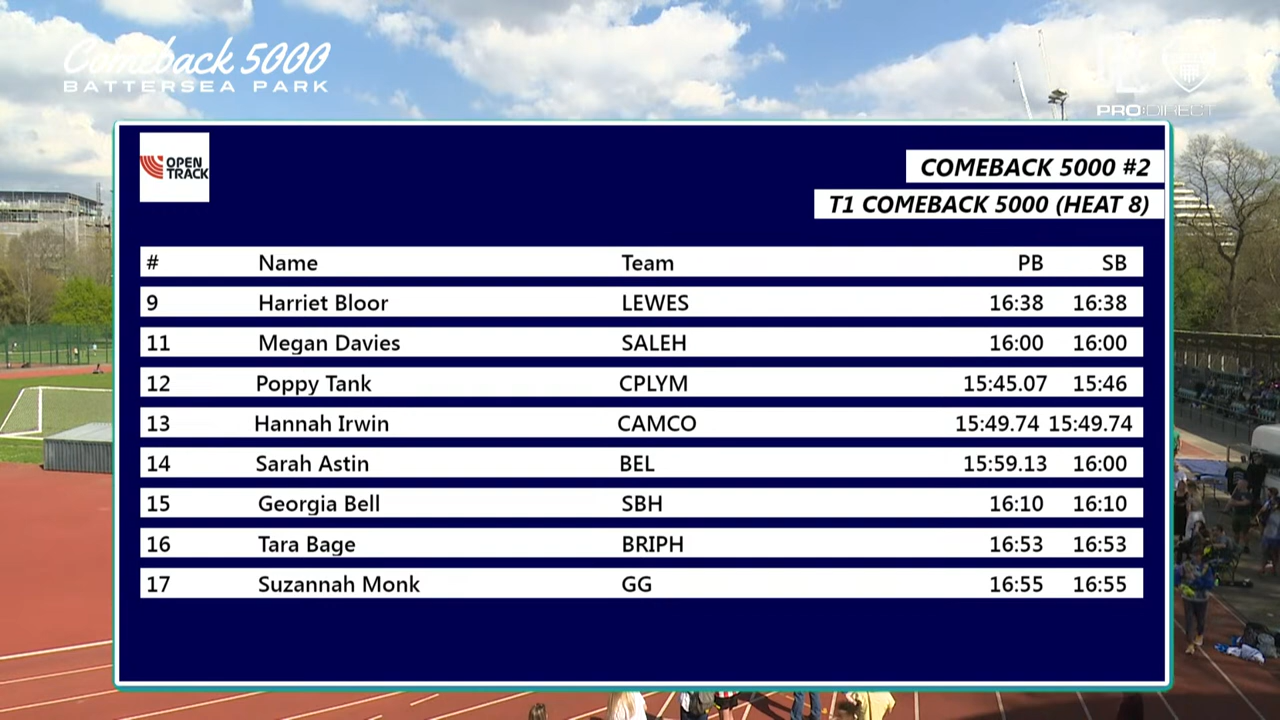 Comeback 5000
BATTERSEA PARK
PRO:DIRECT
OPEN
TRACK
COMEBACK 5000 #2
T1 COMEBACK 5000 (HEAT 8)
# Name Team PB SB
9 Harriet Bloor LEWES 16:38 16:38
11 Megan Davies SALEH 16:00 16:00
12 Poppy Tank CPLYM 15:45.07 15:46
13 Hannah Irwin CAMCO 15:49.74 15:49.74
14 Sarah Astin BEL 15:59.13 16:00
15 Georgia Bell SBH 16:10 16:10
16 Tara Bage BRIPH 16:53 16:53
17 Suzannah Monk GG 16:55 16:55